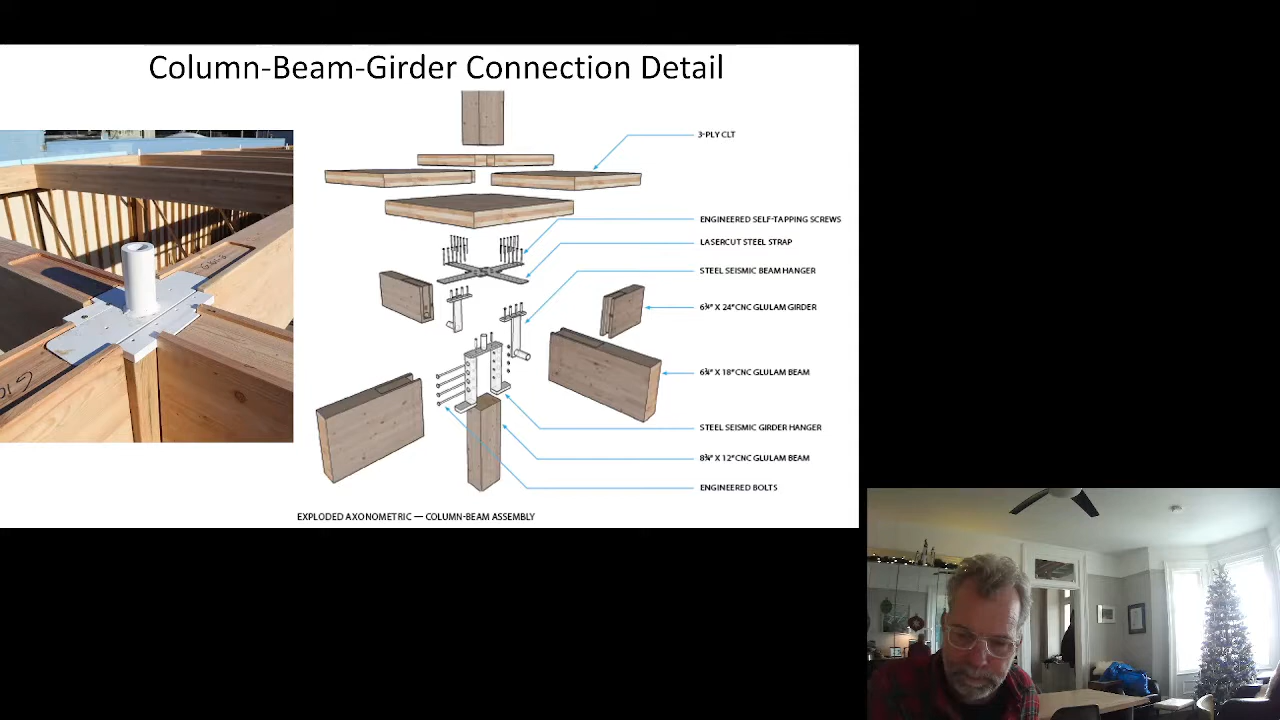 Column-Beam-Girder Connection Detail
3-PLY CLT
ENGINEERED SELF-TAPPING SCREWS
LASERCUT STEEL STRAP
STEEL SEISMIC BEAM HANGER
6¾" X 24" CNC GLULAM GIRDER
6¾" X 18" CNC GLULAM BEAM
STEEL SEISMIC GIRDER HANGER
8¾" X 12" CNC GLULAM BEAM
ENGINEERED BOLTS
EXPLODED AXONOMETRIC — COLUMN-BEAM ASSEMBLY